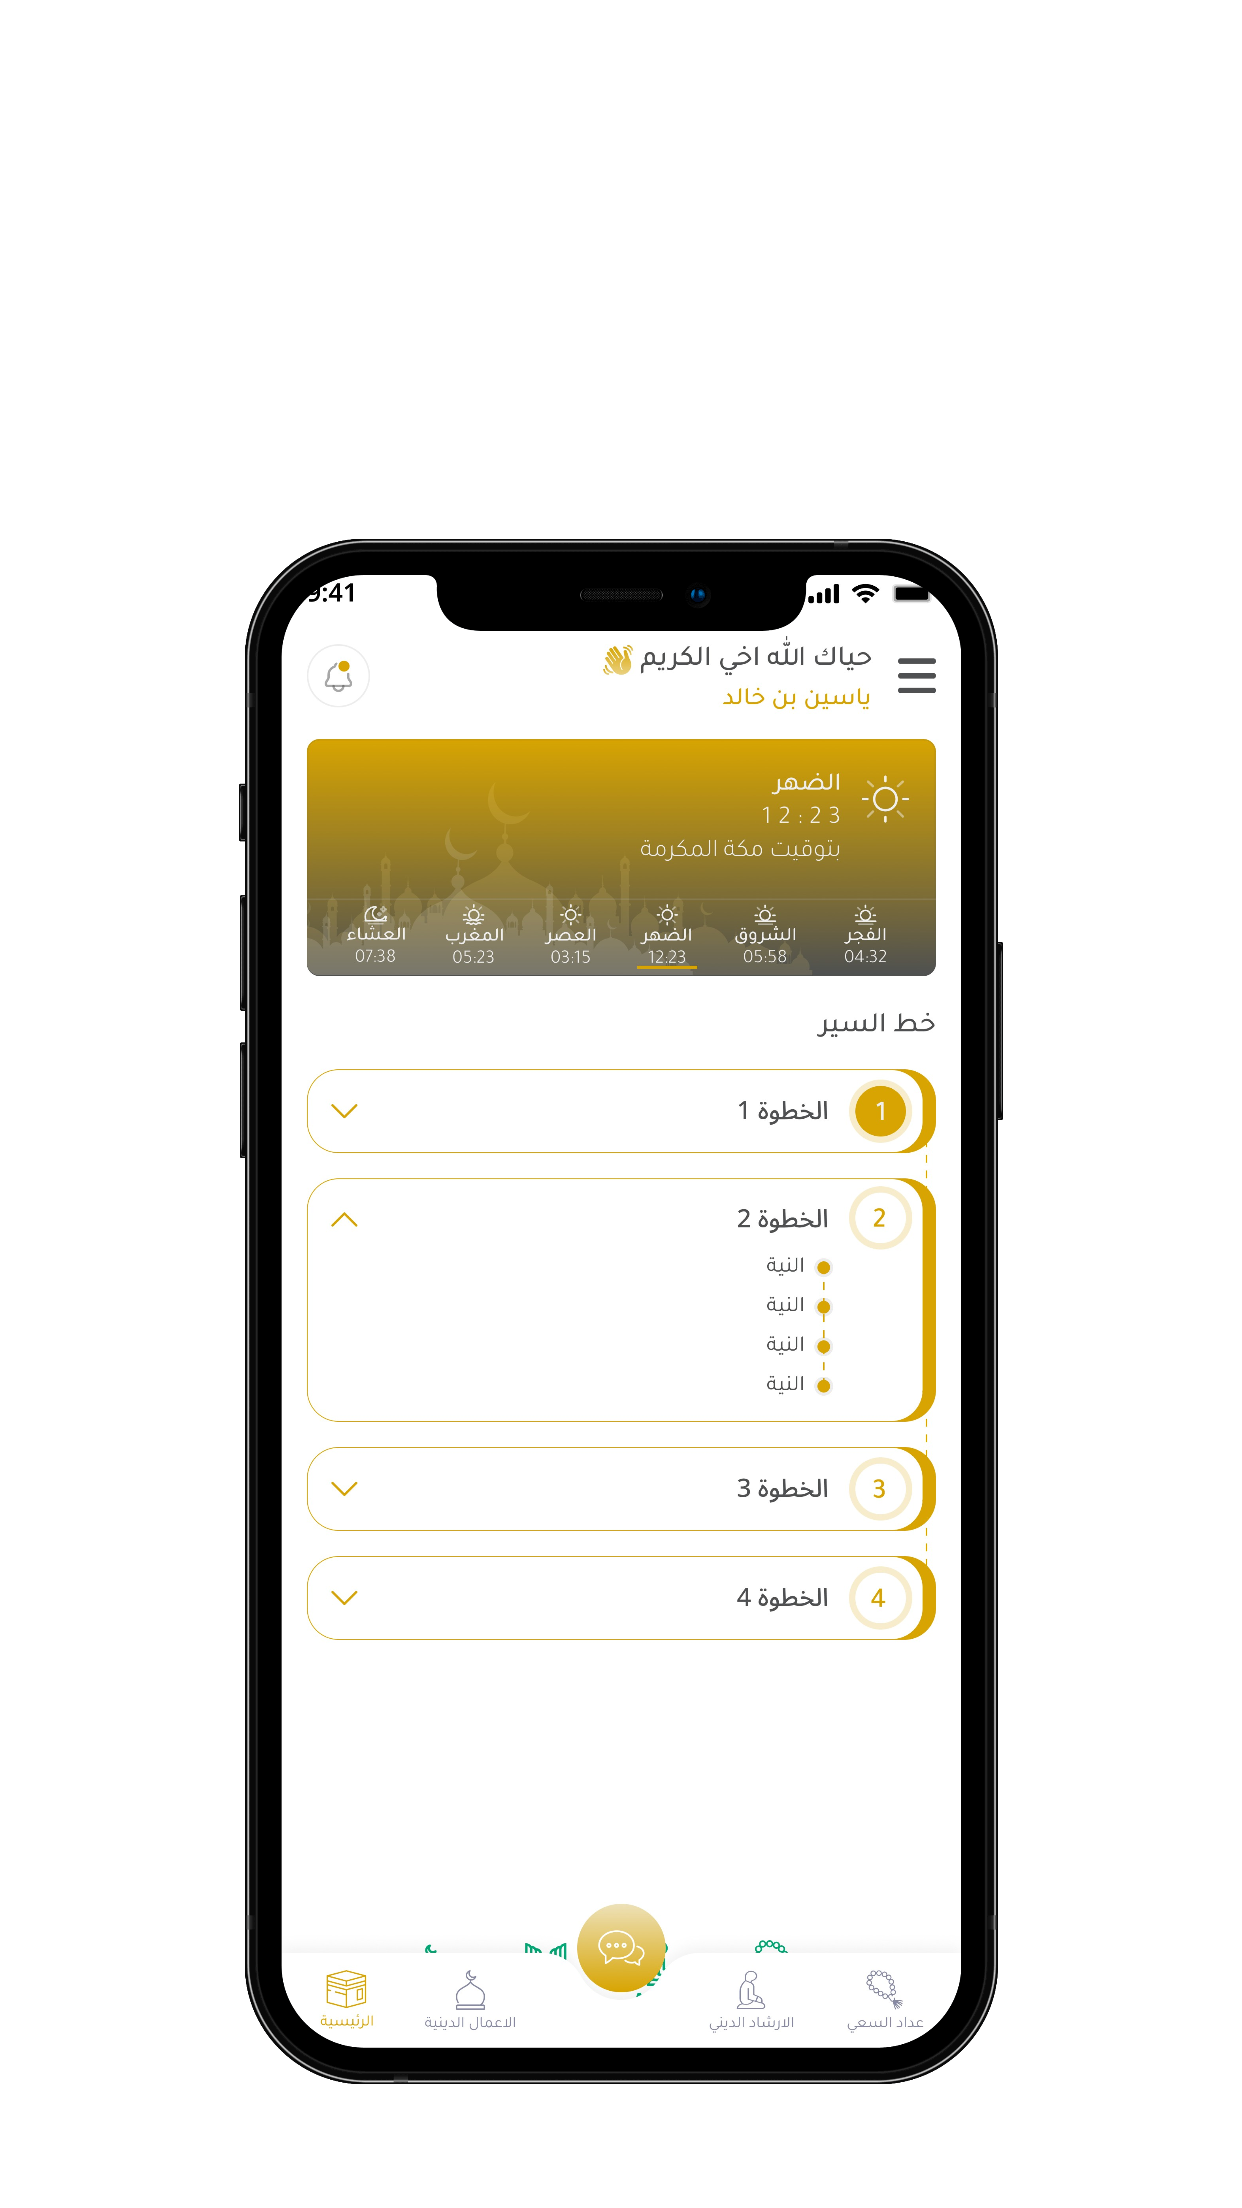 9:41
حياك الله اخي الكريم 👋
ياسين بن خالد
الضهر
12:23
بتوقيت مكة المكرمة
الفجر الشروق الضهر العصر المغرب العشاء
04:32 05:58 12:23 03:15 05:23 07:38
خط السير
1 الخطوة 1
2 الخطوة 2
النية
النية
النية
النية
3 الخطوة 3
4 الخطوة 4
عداد السعي الارشاد الديني الاعمال الدينية الرئيسية